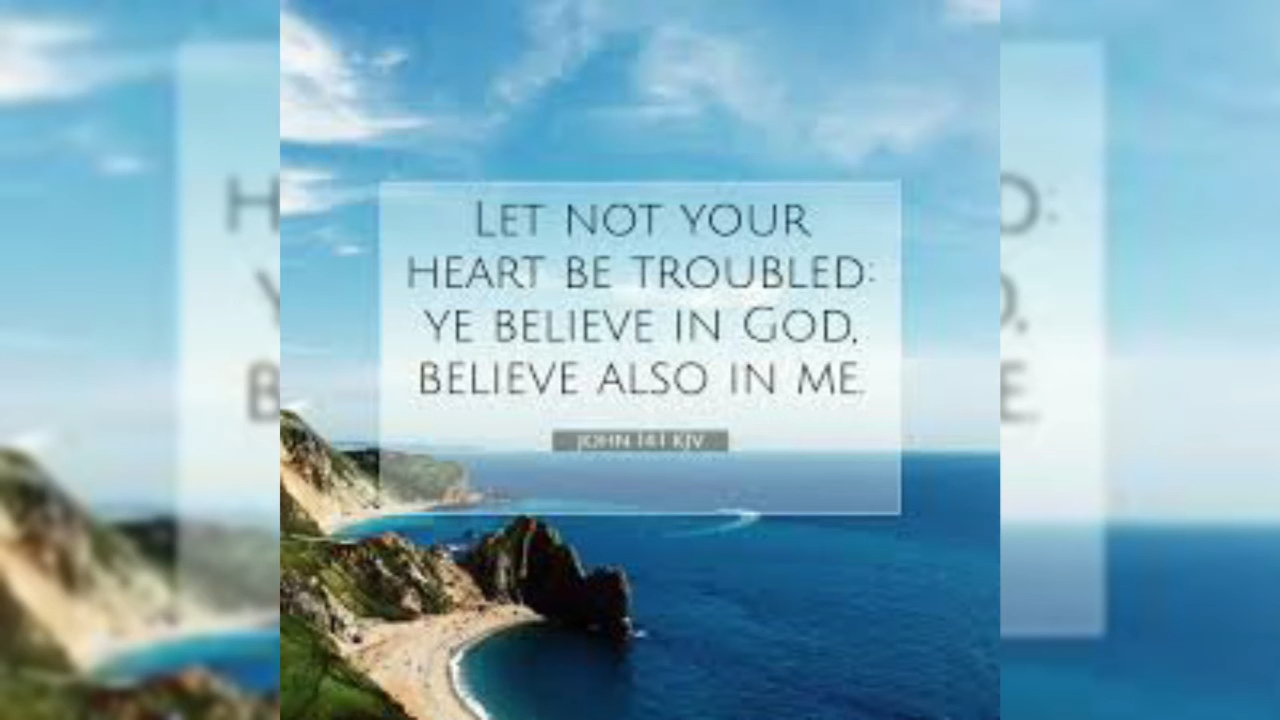 Let not your
heart be troubled:
ye believe in God,
believe also in me.
John 14:1 KJV